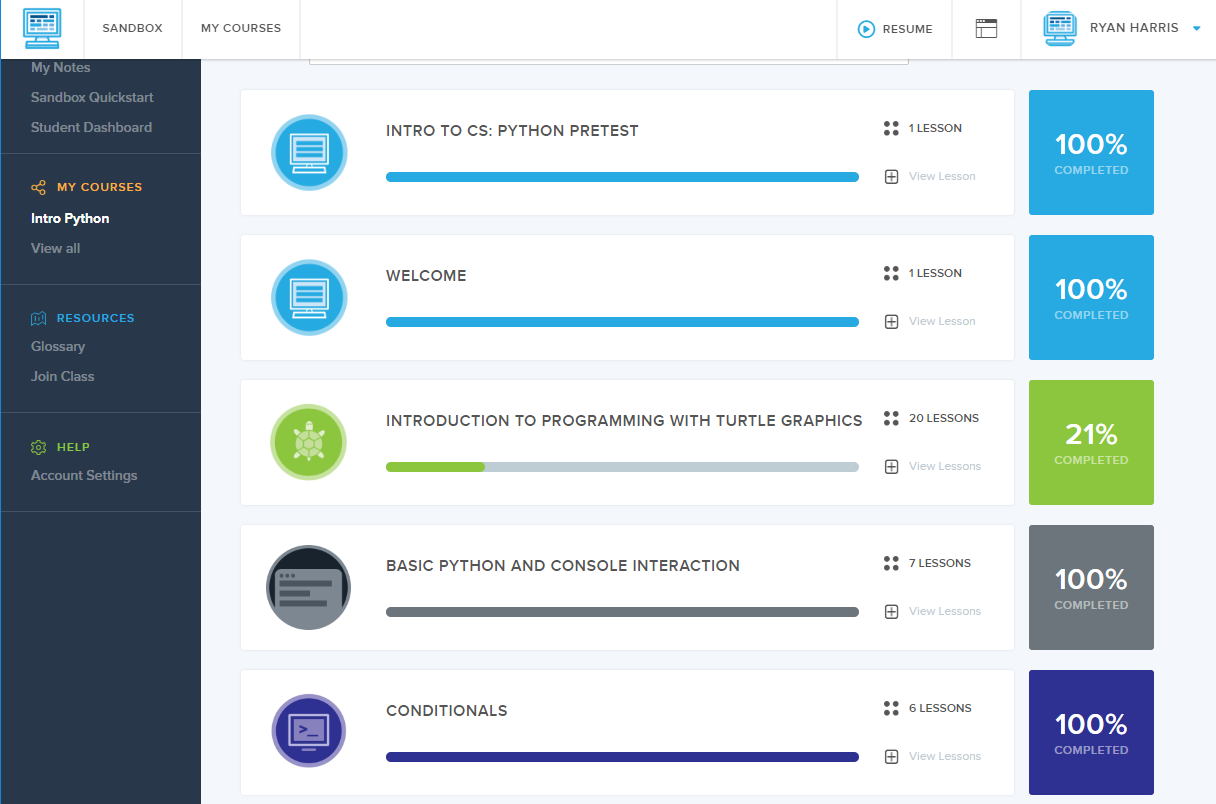 SANDBOX
MY COURSES
RESUME
RYAN HARRIS
My Notes
Sandbox Quickstart
Student Dashboard
MY COURSES
Intro Python
View all
RESOURCES
Glossary
Join Class
HELP
Account Settings
INTRO TO CS: PYTHON PRETEST
1 LESSON
View Lesson
100%
COMPLETED
WELCOME
1 LESSON
View Lesson
100%
COMPLETED
INTRODUCTION TO PROGRAMMING WITH TURTLE GRAPHICS
20 LESSONS
View Lessons
21%
COMPLETED
BASIC PYTHON AND CONSOLE INTERACTION
7 LESSONS
View Lessons
100%
COMPLETED
CONDITIONALS
>_
6 LESSONS
View Lessons
100%
COMPLETED